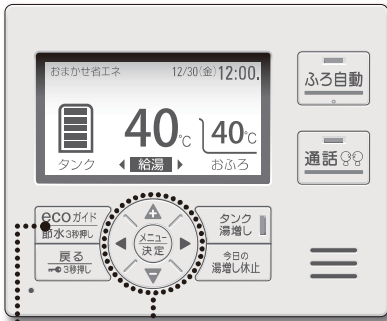 おまかせ省エネ 12/30(金)12:00.
40℃ 40℃
タンク 給湯 おふろ
ふろ自動
通話
ecoガイド
節水3秒押し
戻る
3秒押し
メニュー
決定
タンク
湯増し
今日の
湯増し休止